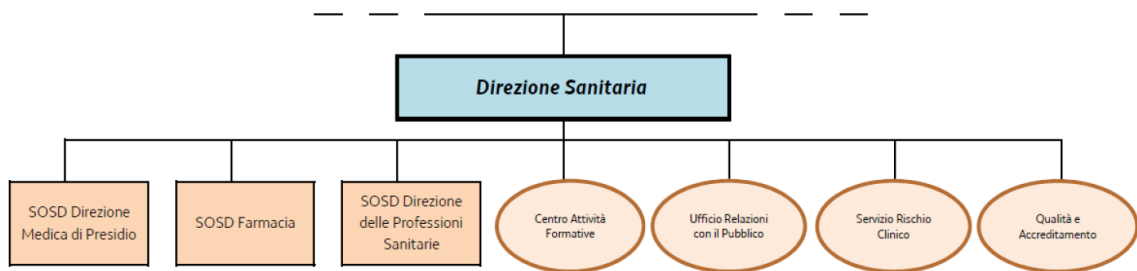 Direzione Sanitaria
SOSD Direzione
Medica di Presidio
SOSD Farmacia
SOSD Direzione
delle Professioni
Sanitarie
Centro Attività
Formative
Ufficio Relazioni
con il Pubblico
Servizio Rischio
Clinico
Qualità e
Accreditamento